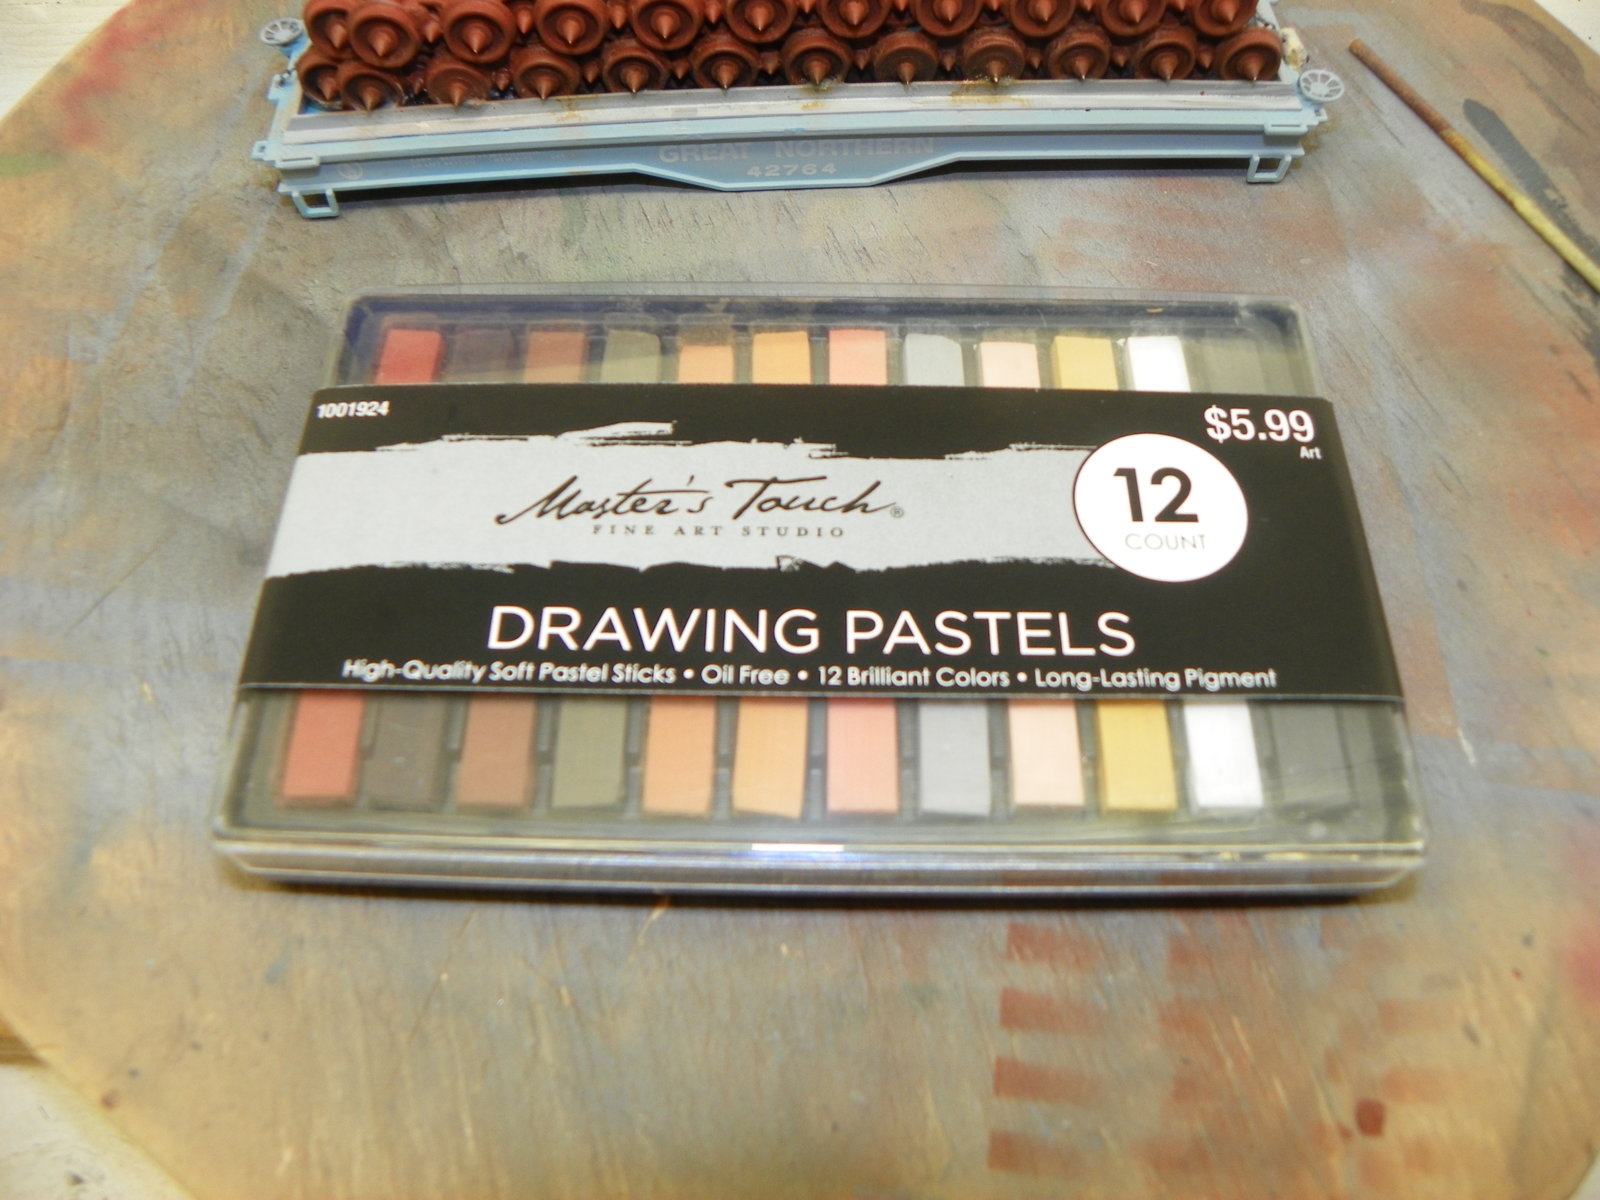 GREAT NORTHERN
42764
1001924
$5.99
Art
Master's Touch®
FINE ART STUDIO
12
COUNT
DRAWING PASTELS
High-Quality Soft Pastel Sticks • Oil Free • 12 Brilliant Colors • Long-Lasting Pigment